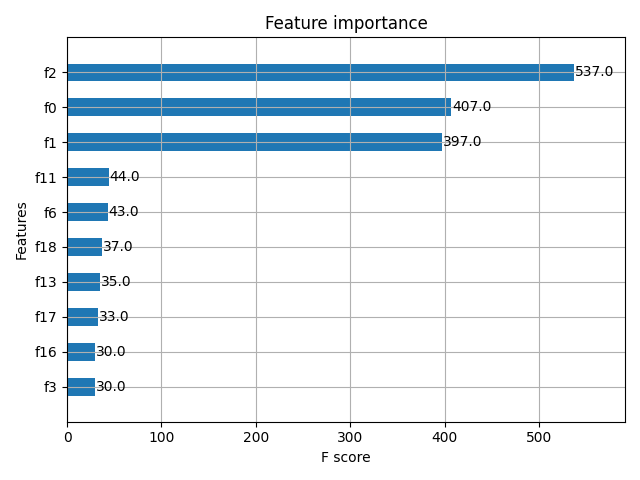 Feature importance
f2 537.0
f0 407.0
f1 397.0
f11 44.0
f6 43.0
f18 37.0
f13 35.0
f17 33.0
f16 30.0
f3 30.0
Features
0 100 200 300 400 500
F score